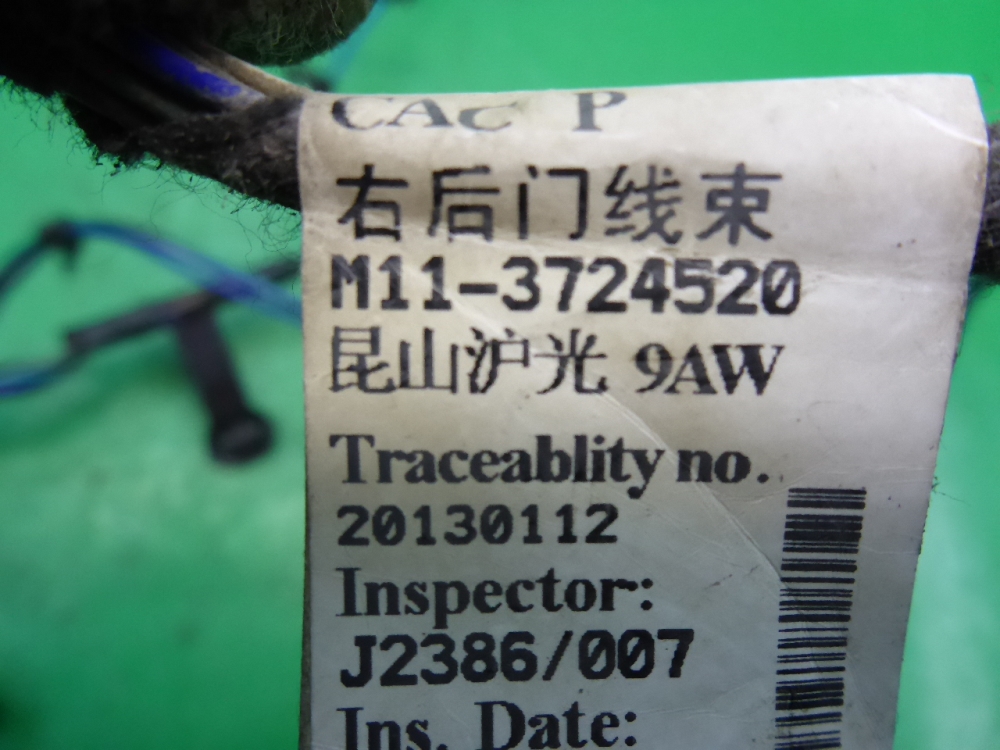 右后门线束
M11-3724520
昆山沪光 9AW
Traceablity no.
20130112
Inspector:
J2386/007
Ins. Date: